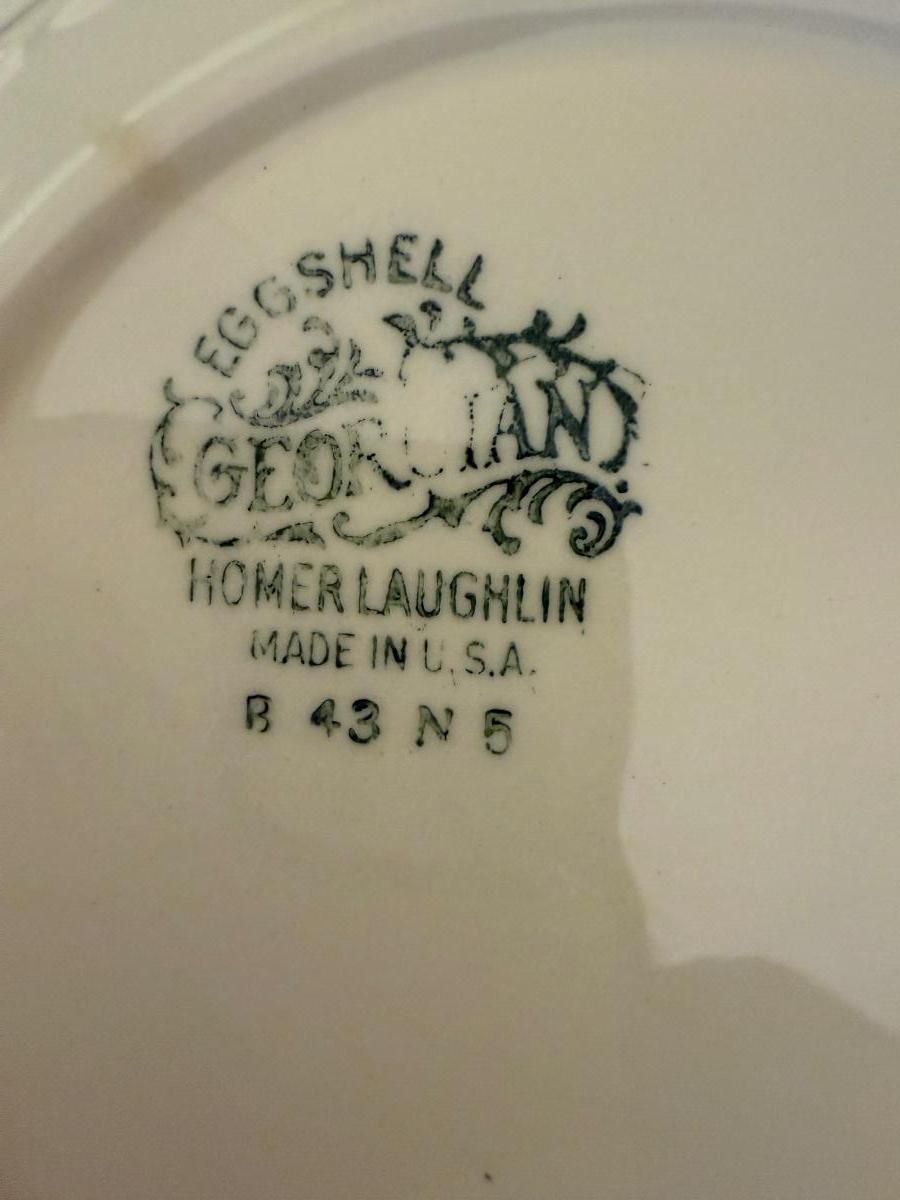 EGGSHELL
GEORGIAN
HOMER LAUGHLIN
MADE IN U.S.A.
B 43 N 5